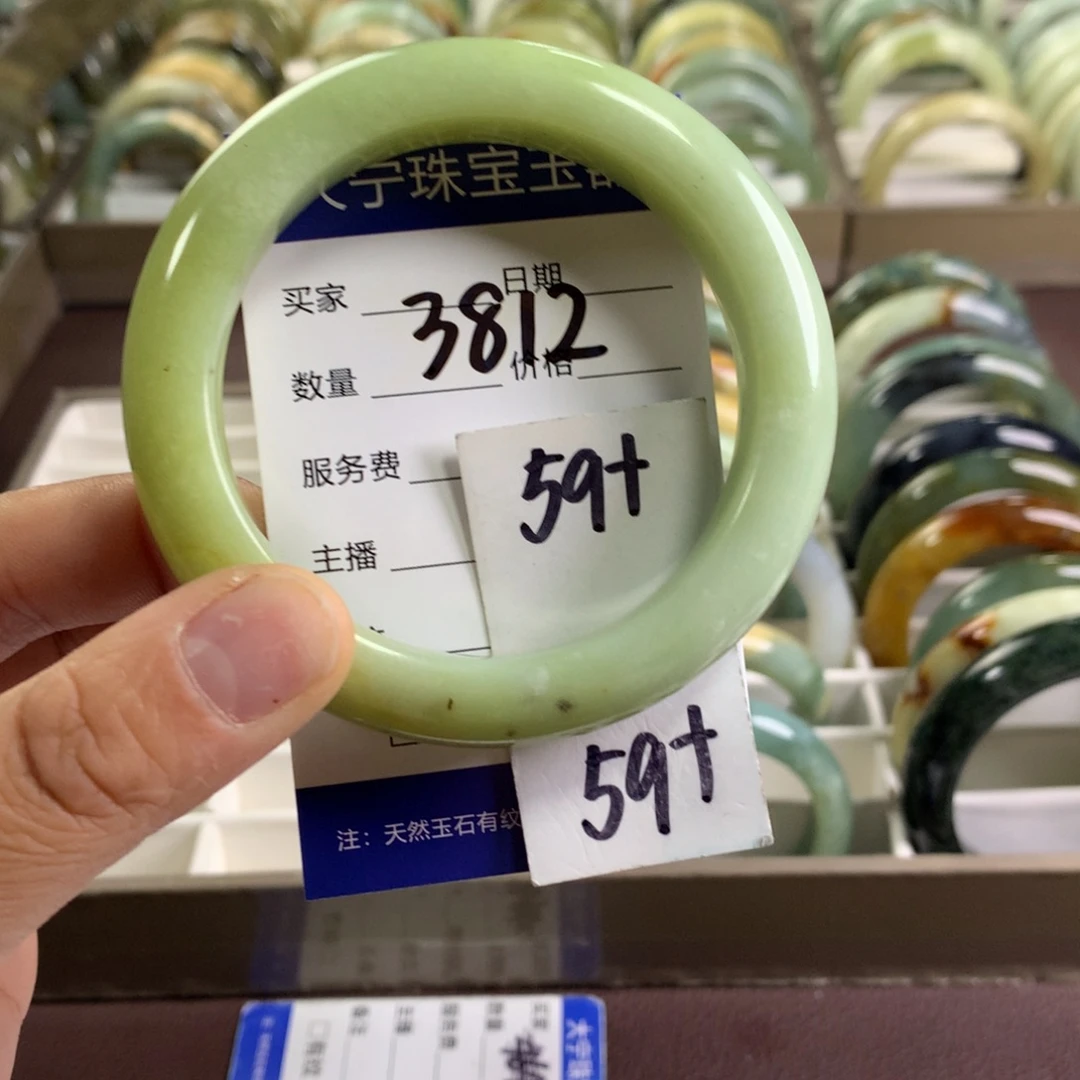 宁珠宝玉器
买家 日期
3812
数量 价格
服务费
59+
主播
59+
注：天然玉石有纹